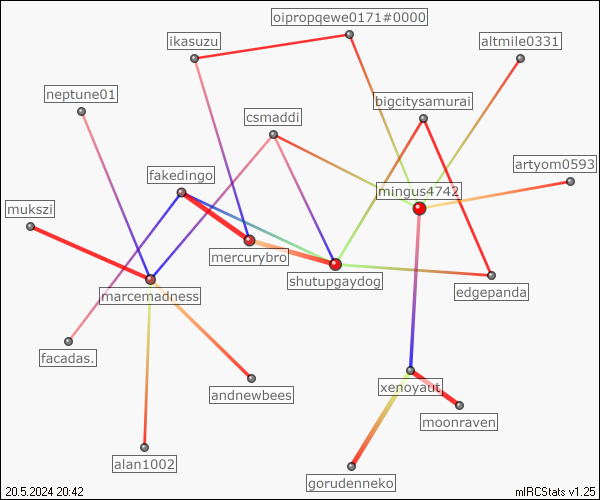 oipropqewe0171#0000
ikasuzu
altmile0331
neptune01
bigcitysamurai
csmaddi
artyom0593
fakedingo
mingus4742
mukszi
mercurybro
shutupgaydog
marcemadness
edgepanda
facadas.
xenoyaut
andnewbees
moonraven
alan1002
gorudenneko
20.5.2024 20:42
mIRCStats v1.25